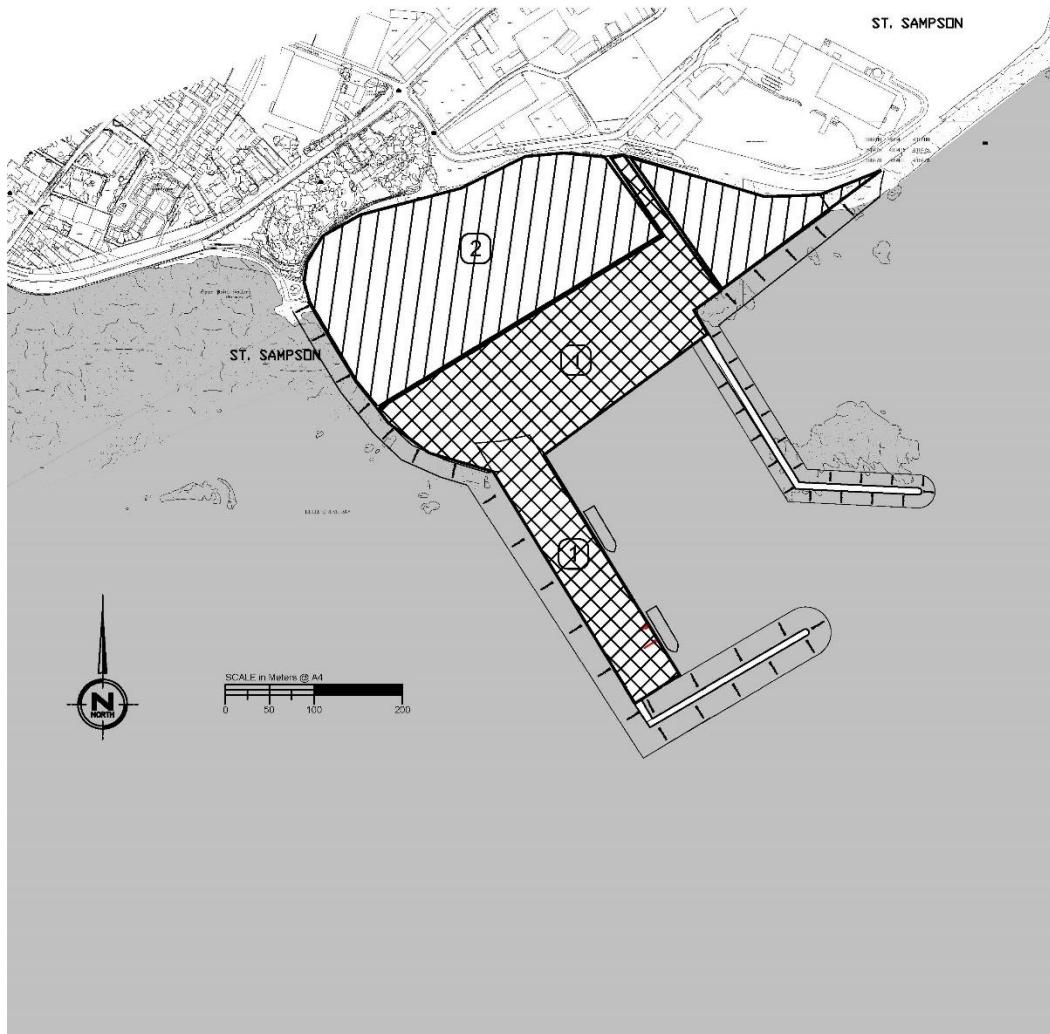 ST. SAMPSON
2
ST. SAMPSON
1
1
N
NORTH
SCALE in Meters @ A4
0 50 100 200